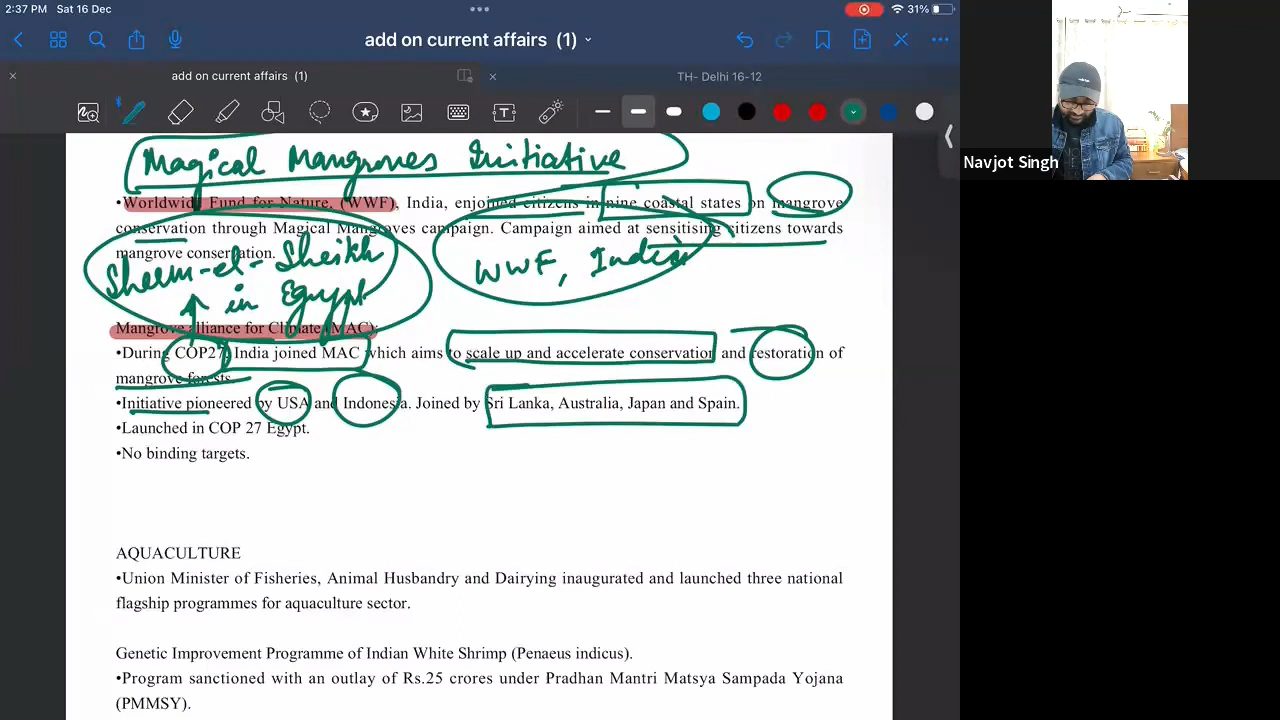 2:37 PM Sat 16 Dec
31%
add on current affairs (1)
add on current affairs (1)
TH- Delhi 16-12
Magical Mangroves Initiative
•Worldwide Fund for Nature, (WWF), India, enjoined citizens in nine coastal states on mangrove
conservation through Magical Mangroves campaign. Campaign aimed at sensitising citizens towards
mangrove conservation.
Sheem-el-Sheikh
in Egypt
WWF, India
Mangrove alliance for Climate (MAC):
•During COP27, India joined MAC which aims to scale up and accelerate conservation and restoration of
mangrove forests.
•Initiative pioneered by USA and Indonesia. Joined by Sri Lanka, Australia, Japan and Spain.
•Launched in COP 27 Egypt.
•No binding targets.
AQUACULTURE
•Union Minister of Fisheries, Animal Husbandry and Dairying inaugurated and launched three national
flagship programmes for aquaculture sector.
Genetic Improvement Programme of Indian White Shrimp (Penaeus indicus).
•Program sanctioned with an outlay of Rs.25 crores under Pradhan Mantri Matsya Sampada Yojana
(PMMSY).
Navjot Singh